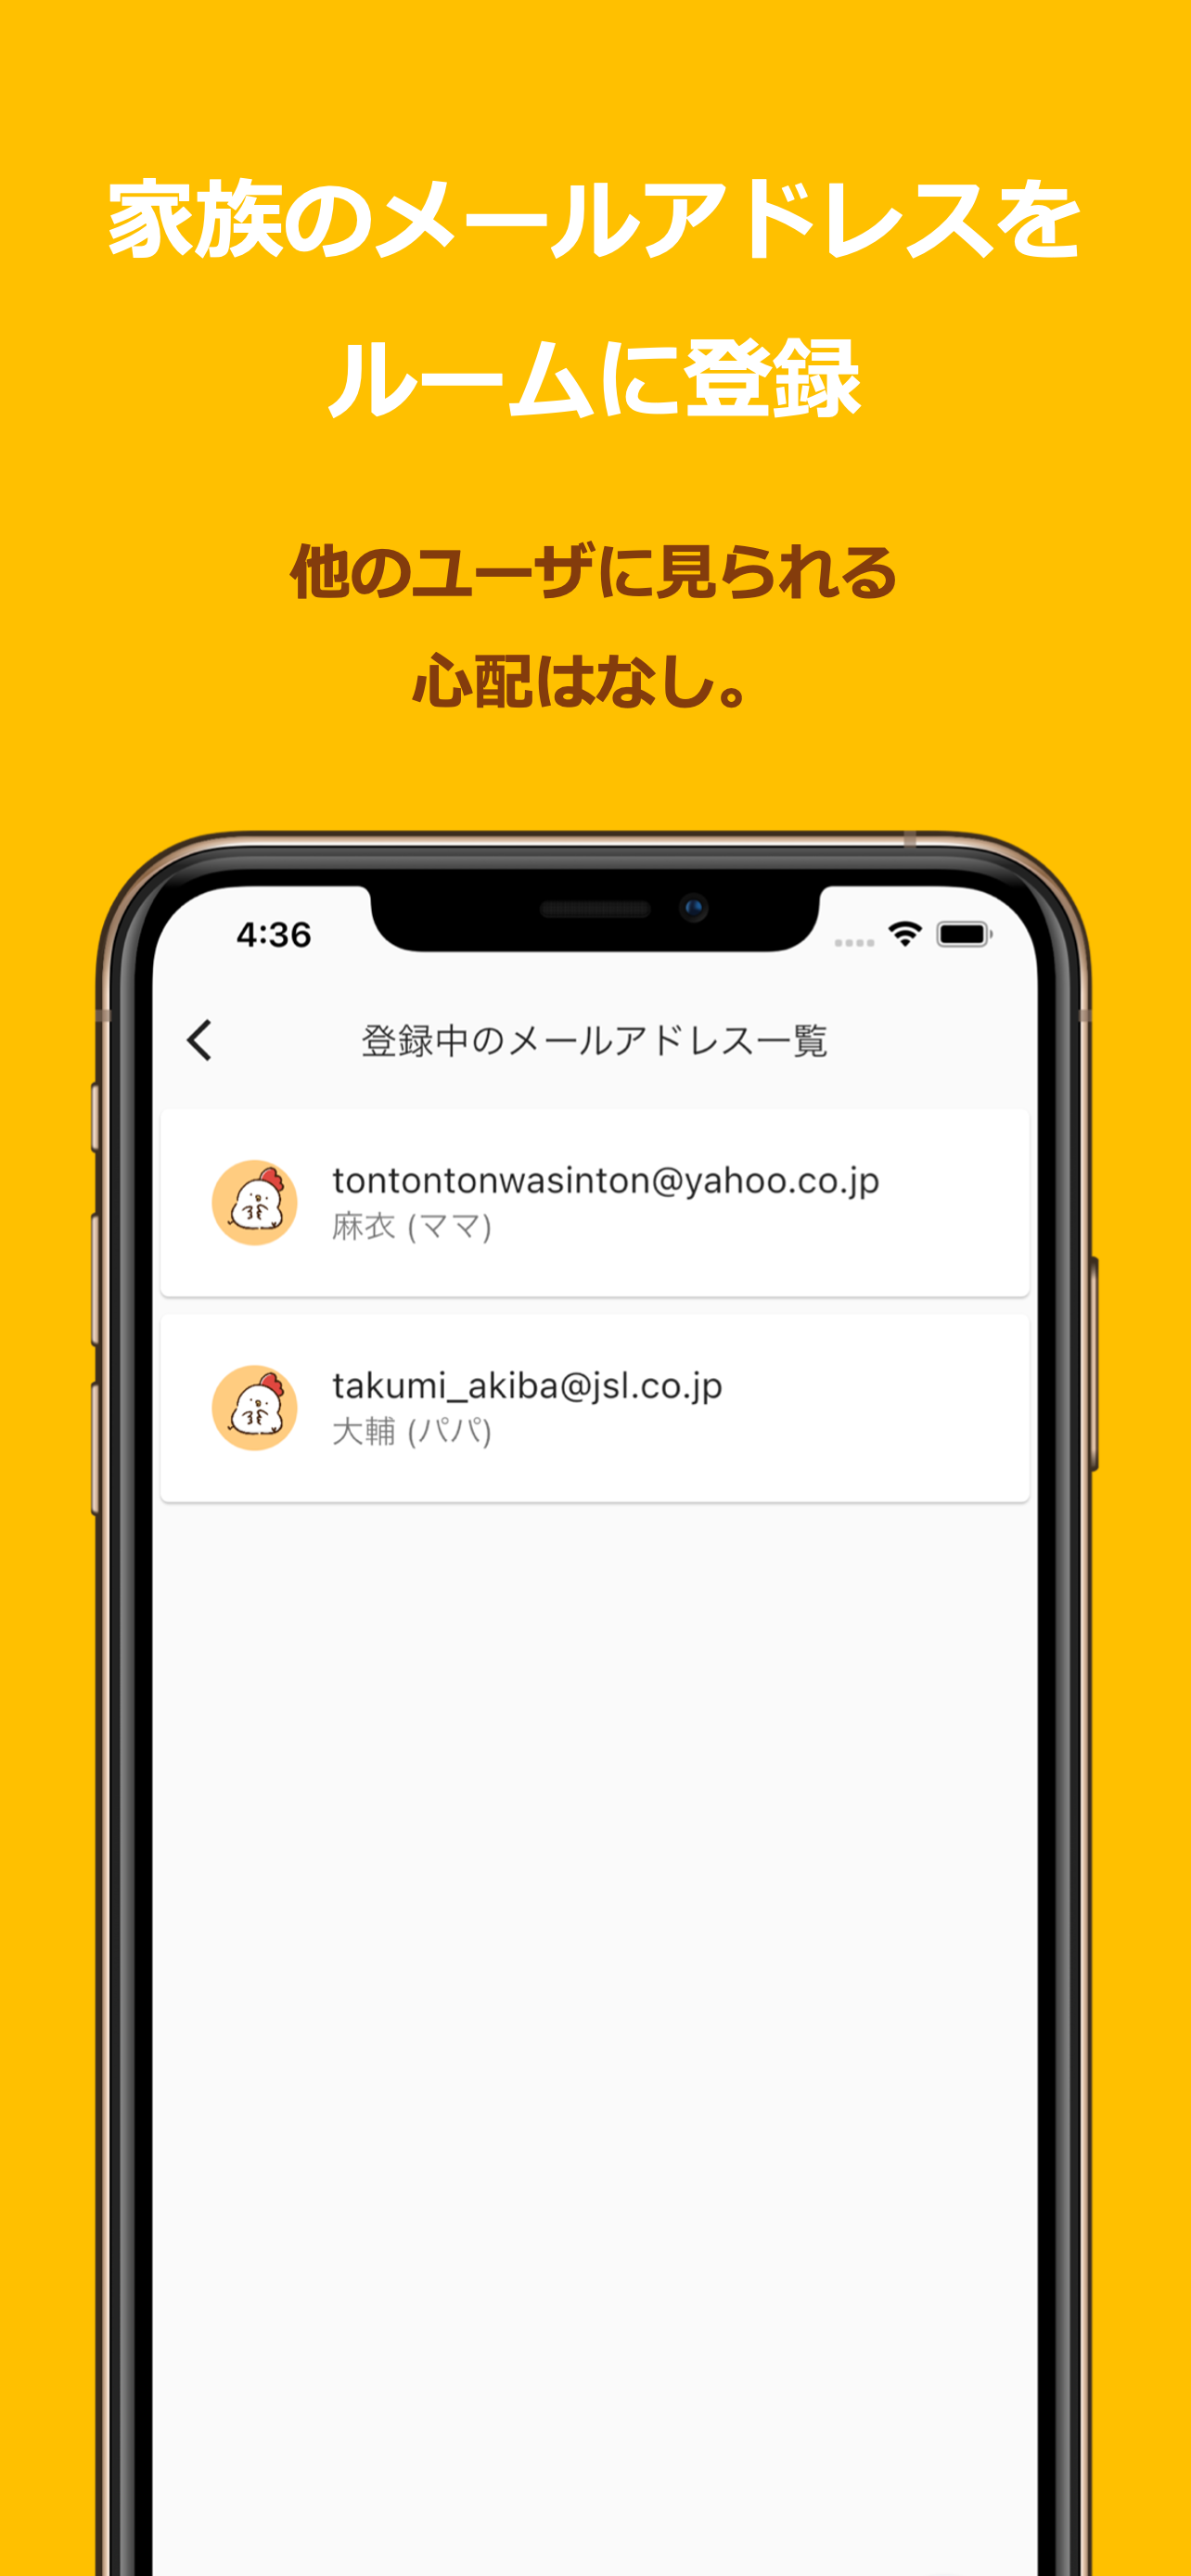 家族のメールアドレスを
ルームに登録
他のユーザに見られる
心配はなし。
4:36
登録中のメールアドレス一覧
tontontonwasinton@yahoo.co.jp
麻衣 (ママ)
takumi_akiba@jsl.co.jp
大輔 (パパ)